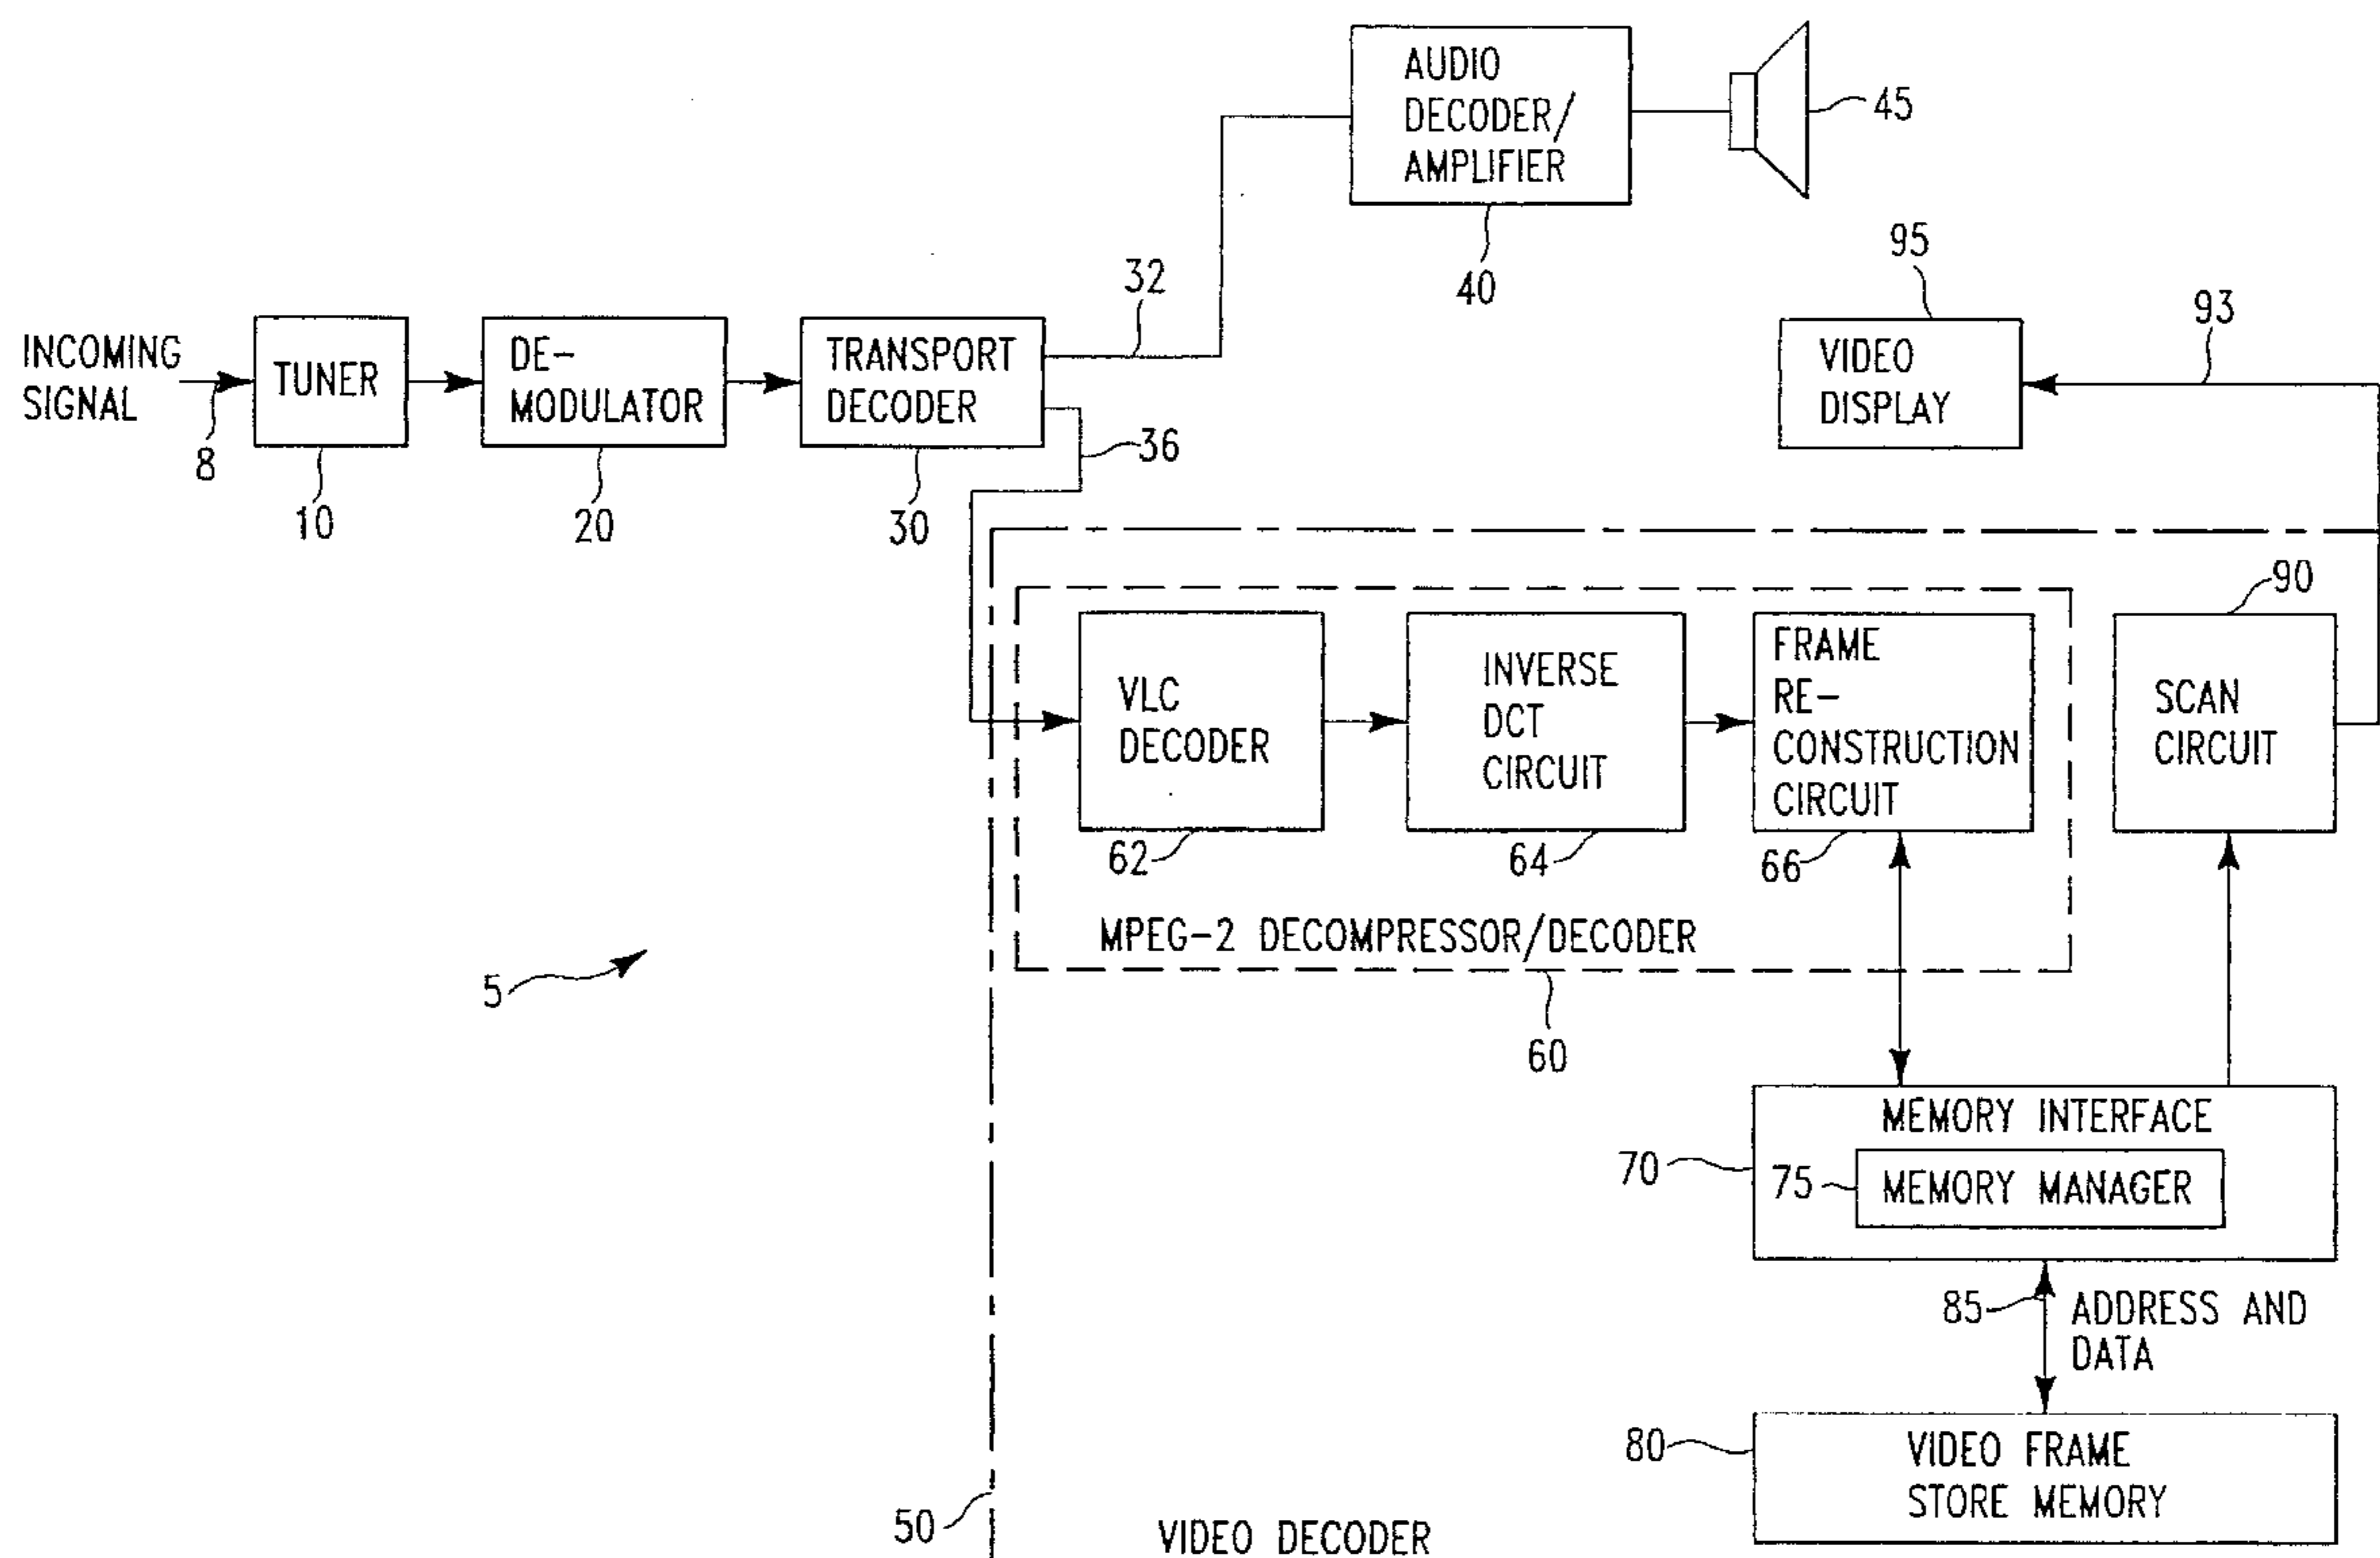 AUDIO
DECODER/
AMPLIFIER
45
40
32
95
93
INCOMING
SIGNAL
8
TUNER
10
DE-
MODULATOR
20
TRANSPORT
DECODER
30
36
VIDEO
DISPLAY
90
VLC
DECODER
62
INVERSE
DCT
CIRCUIT
64
FRAME
RE-
CONSTRUCTION
CIRCUIT
66
SCAN
CIRCUIT
MPEG-2 DECOMPRESSOR/DECODER
60
5
MEMORY INTERFACE
70
75
MEMORY MANAGER
85
ADDRESS AND
DATA
80
VIDEO FRAME
STORE MEMORY
50
VIDEO DECODER